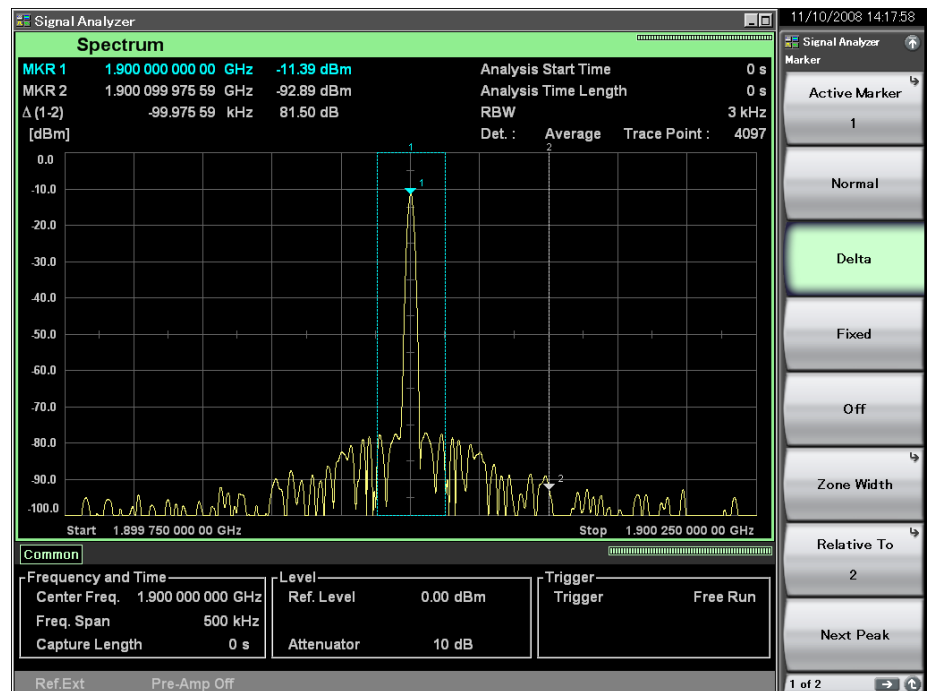 Signal Analyzer
11/10/2008 14:17:58
Spectrum
MKR 1 1.900 000 000 00 GHz -11.39 dBm Analysis Start Time 0 s
MKR 2 1.900 099 975 59 GHz -92.89 dBm Analysis Time Length 0 s
Δ (1-2) -99.975 59 kHz 81.50 dB RBW 3 kHz
[dBm] Det. : Average Trace Point : 4097
1 2
0.0
-10.0
1
-20.0
-30.0
-40.0
-50.0
-60.0
-70.0
-80.0
-90.0
2
-100.0
Start 1.899 750 000 00 GHz Stop 1.900 250 000 00 GHz
Common
Frequency and Time
Center Freq. 1.900 000 000 GHz
Freq. Span 500 kHz
Capture Length 0 s
Level
Ref. Level 0.00 dBm
Attenuator 10 dB
Trigger
Trigger Free Run
Ref.Ext Pre-Amp Off
Signal Analyzer
Marker
Active Marker
1
Normal
Delta
Fixed
Off
Zone Width
Relative To
2
Next Peak
1 of 2